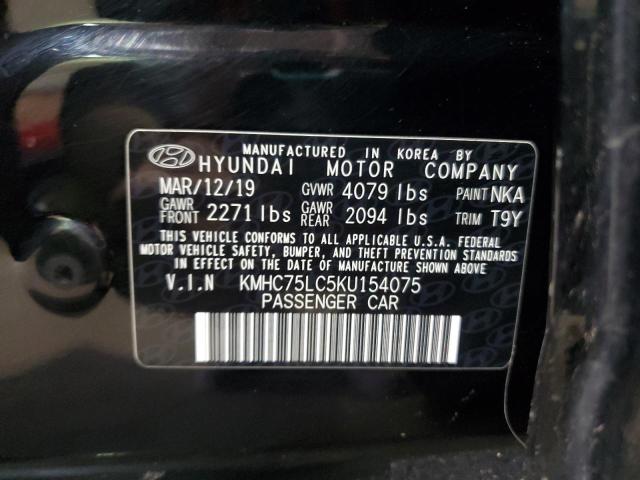 MANUFACTURED IN KOREA BY
HYUNDAI MOTOR COMPANY
MAR/12/19 GVWR 4079 lbs PAINT NKA
GAWR FRONT 2271 lbs GAWR REAR 2094 lbs TRIM T9Y
THIS VEHICLE CONFORMS TO ALL APPLICABLE U.S.A. FEDERAL
MOTOR VEHICLE SAFETY, BUMPER, AND THEFT PREVENTION STANDARDS
IN EFFECT ON THE DATE OF MANUFACTURE SHOWN ABOVE
V.I.N KMHC75LC5KU154075
PASSENGER CAR